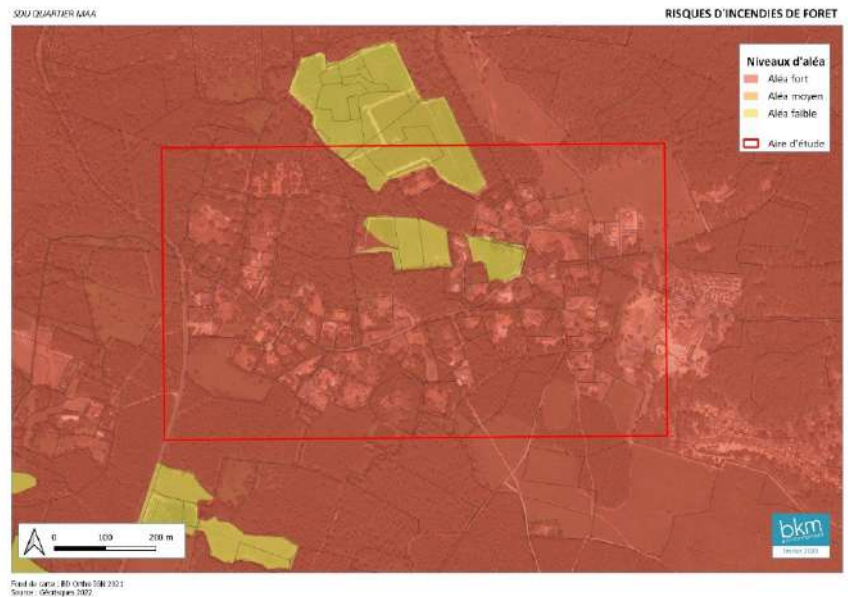 SDU QUARTIER MAA
RISQUES D'INCENDIES DE FORET
Niveaux d'aléa
Aléa fort
Aléa moyen
Aléa faible
Aire d'étude
0 100 200 m
bkm
Fond de carte : BD Ortho IGN 2021
Source : Géorisques 2022